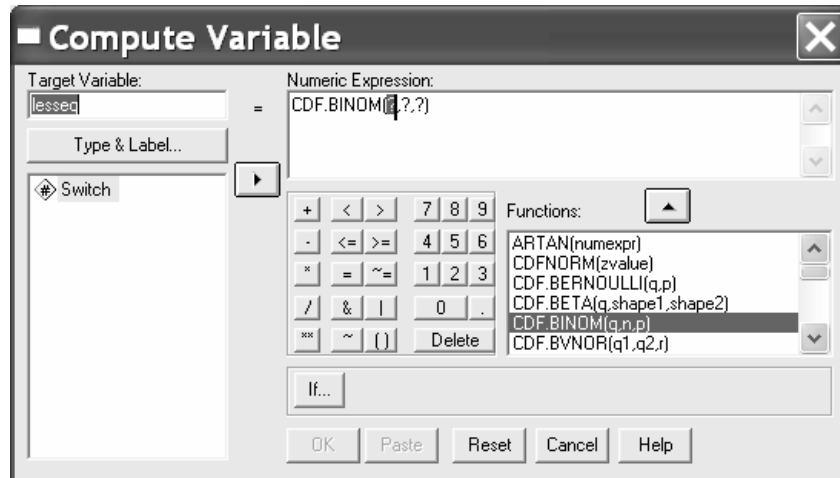 Compute Variable
Target Variable:
lesseq
Type & Label...
Switch
=
Numeric Expression:
CDF.BINOM(?,?,?)
+ < > 7 8 9
- <= >= 4 5 6
* = ~= 1 2 3
/ & | 0 .
** ~ () Delete
Functions:
ARTAN(numexpr)
CDFNORM(zvalue)
CDF.BERNOULLI(q,p)
CDF.BETA(q,shape1,shape2)
CDF.BINOM(q,n,p)
CDF.BVNOR(q1,q2,r)
If...
OK Paste Reset Cancel Help